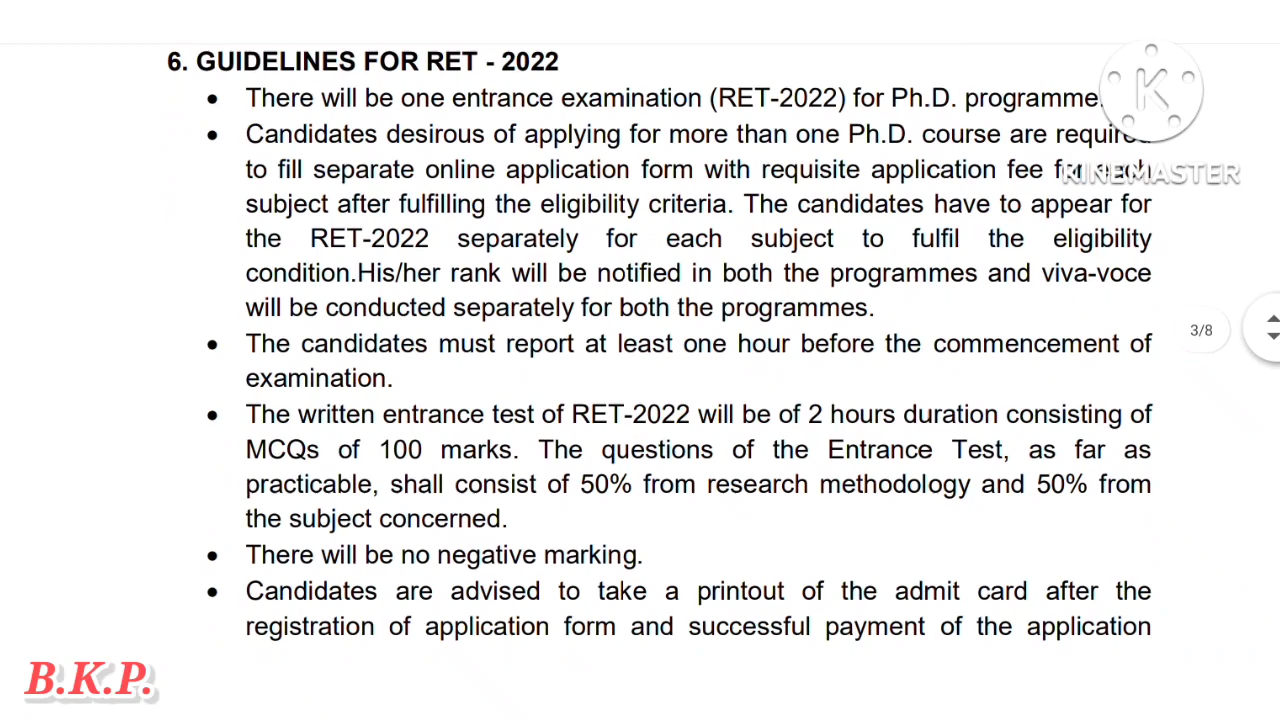 6. GUIDELINES FOR RET - 2022
• There will be one entrance examination (RET-2022) for Ph.D. programme.
• Candidates desirous of applying for more than one Ph.D. course are required
to fill separate online application form with requisite application fee for each
subject after fulfilling the eligibility criteria. The candidates have to appear for
the RET-2022 separately for each subject to fulfil the eligibility
condition.His/her rank will be notified in both the programmes and viva-voce
will be conducted separately for both the programmes.
• The candidates must report at least one hour before the commencement of
examination.
• The written entrance test of RET-2022 will be of 2 hours duration consisting of
MCQs of 100 marks. The questions of the Entrance Test, as far as
practicable, shall consist of 50% from research methodology and 50% from
the subject concerned.
• There will be no negative marking.
• Candidates are advised to take a printout of the admit card after the
registration of application form and successful payment of the application
K
KINEMASTER
3/8
B.K.P.